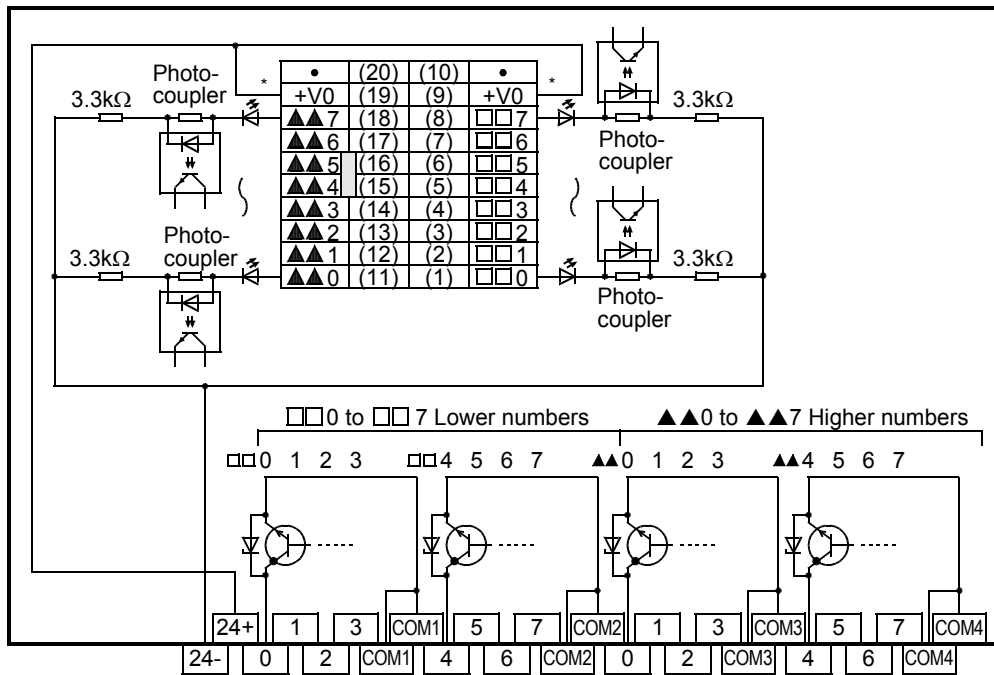 Photo-
coupler
3.3kΩ
*
• (20) (10) •
+V0 (19) (9) +V0
▲▲7 (18) (8) □□7
▲▲6 (17) (7) □□6
▲▲5 (16) (6) □□5
▲▲4 (15) (5) □□4
▲▲3 (14) (4) □□3
▲▲2 (13) (3) □□2
▲▲1 (12) (2) □□1
▲▲0 (11) (1) □□0
*
3.3kΩ
Photo-
coupler
Photo-
coupler
3.3kΩ
3.3kΩ
Photo-
coupler
□□0 to □□7 Lower numbers ▲▲0 to ▲▲7 Higher numbers
□□0 1 2 3 □□4 5 6 7 ▲▲0 1 2 3 ▲▲4 5 6 7
24+ 1 3 COM1 5 7 COM2 1 3 COM3 5 7 COM4
24- 0 2 COM1 4 6 COM2 0 2 COM3 4 6 COM4